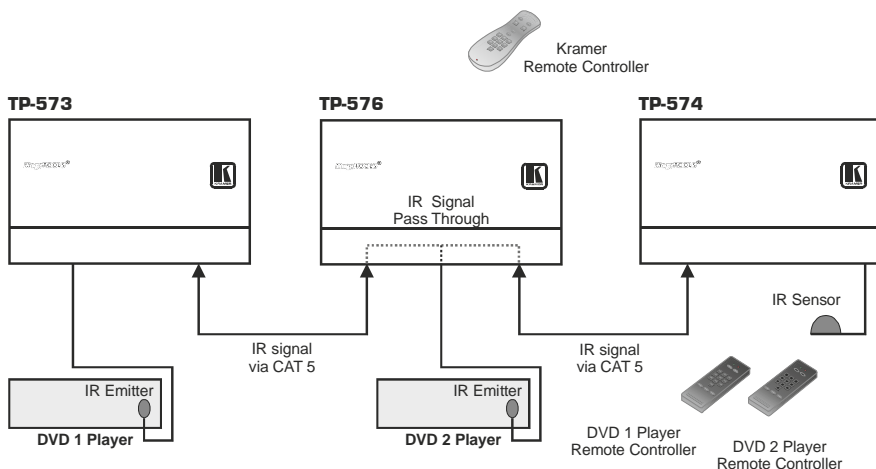 Kramer
Remote Controller
TP-573
TP-576
TP-574
IR Signal
Pass Through
IR Sensor
IR signal
via CAT 5
IR signal
via CAT 5
IR Emitter
DVD 1 Player
IR Emitter
DVD 2 Player
DVD 1 Player
Remote Controller
DVD 2 Player
Remote Controller